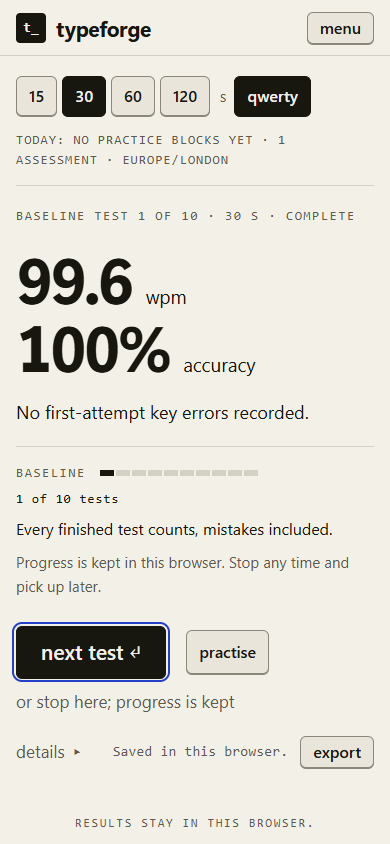 t_ typeforge menu
15 30 60 120 s qwerty
TODAY: NO PRACTICE BLOCKS YET · 1
ASSESSMENT · EUROPE/LONDON
BASELINE TEST 1 OF 10 · 30 S · COMPLETE
99.6 wpm
100% accuracy
No first-attempt key errors recorded.
BASELINE
1 of 10 tests
Every finished test counts, mistakes included.
Progress is kept in this browser. Stop any time and
pick up later.
next test ↲ practise
or stop here; progress is kept
details ▸ Saved in this browser. export
RESULTS STAY IN THIS BROWSER.